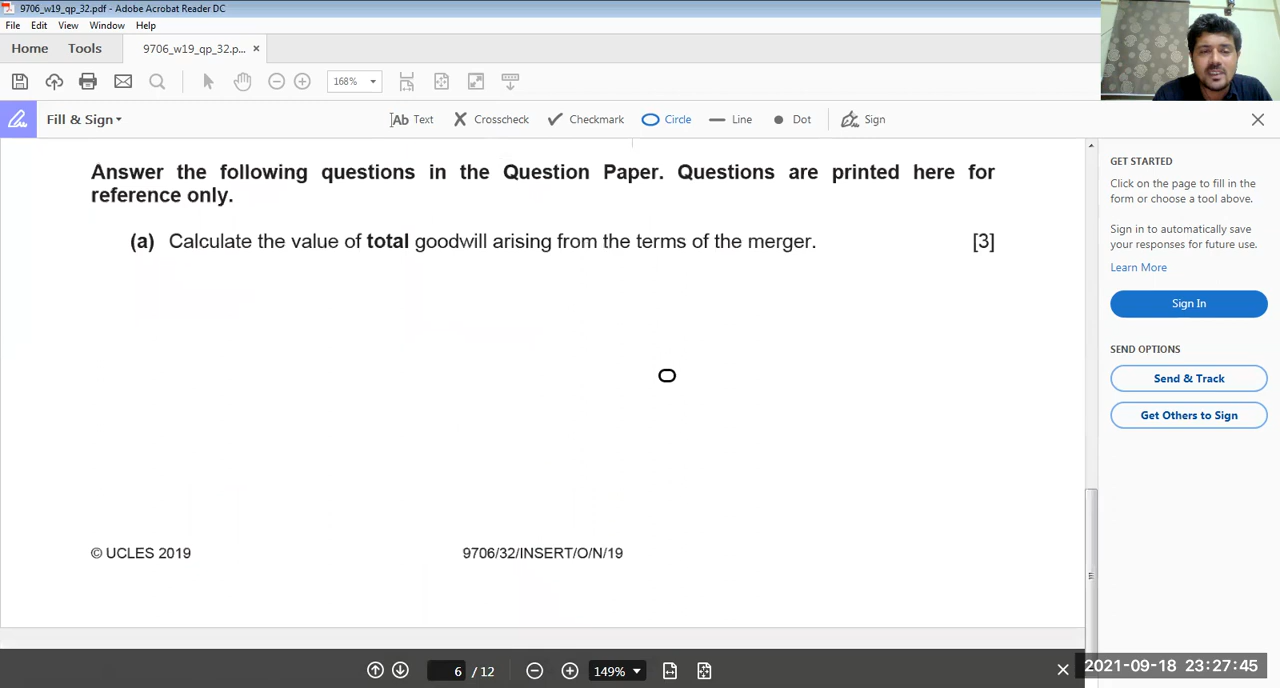 9706_w19_qp_32.pdf - Adobe Acrobat Reader DC
File Edit View Window Help
Home Tools 9706_w19_qp_32.p... ×
168%
Fill & Sign
Ab Text Crosscheck Checkmark Circle Line Dot Sign
Answer the following questions in the Question Paper. Questions are printed here for
reference only.
(a) Calculate the value of total goodwill arising from the terms of the merger. [3]
© UCLES 2019 9706/32/INSERT/O/N/19
GET STARTED
Click on the page to fill in the
form or choose a tool above.
Sign in to automatically save
your responses for future use.
Learn More
Sign In
SEND OPTIONS
Send & Track
Get Others to Sign
6 / 12 149%
2021-09-18 23:27:45